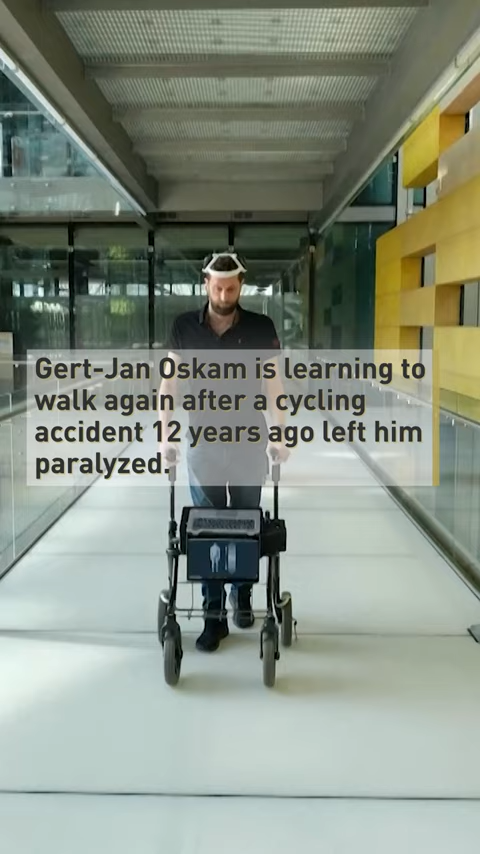 Gert-Jan Oskam is learning to
walk again after a cycling
accident 12 years ago left him
paralyzed.